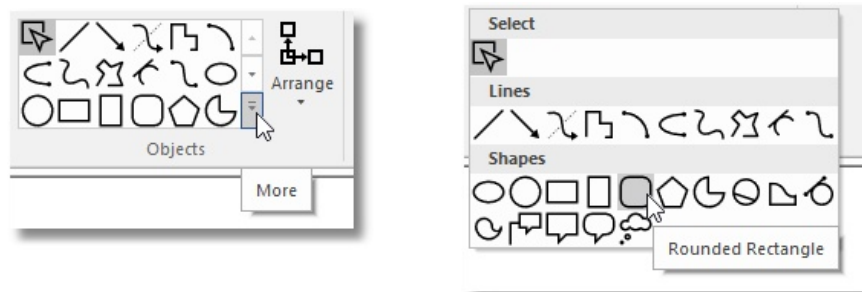 Arrange
Objects
More
Select
Lines
Shapes
Rounded Rectangle